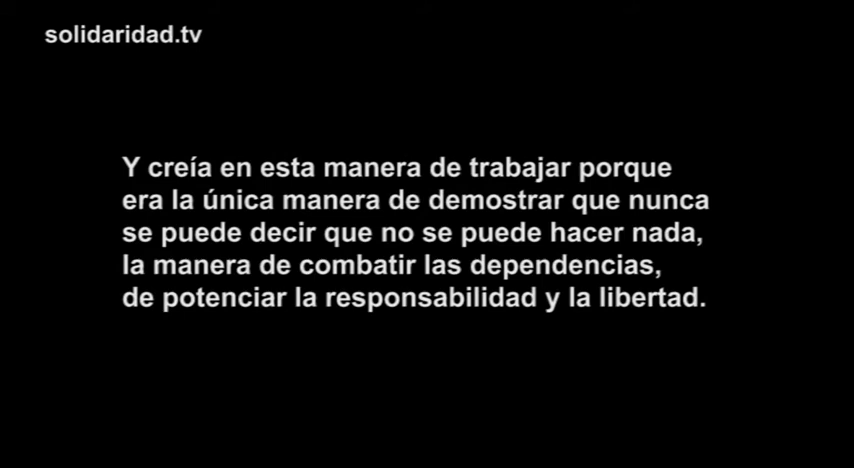 solidaridad.tv
Y creía en esta manera de trabajar porque
era la única manera de demostrar que nunca
se puede decir que no se puede hacer nada,
la manera de combatir las dependencias,
de potenciar la responsabilidad y la libertad.